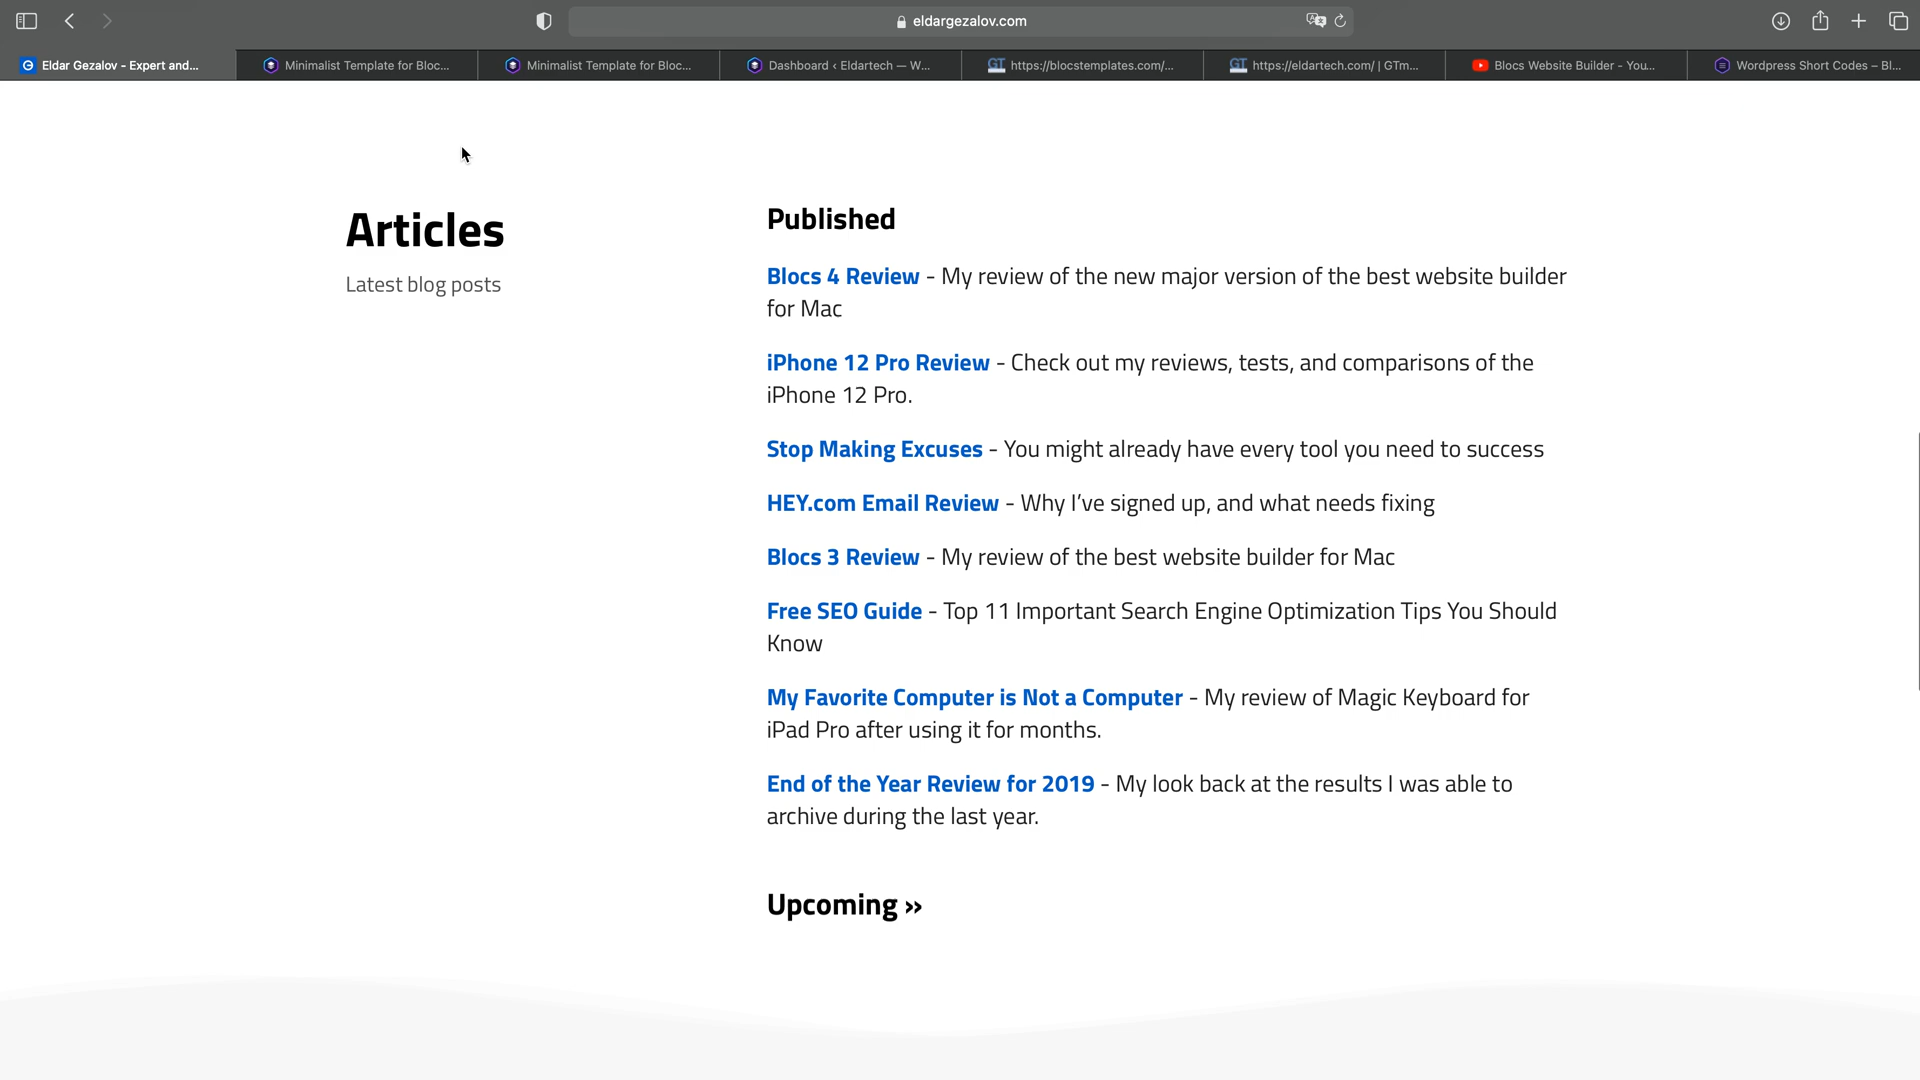 eldargezalov.com
Eldar Gezalov - Expert and...
Minimalist Template for Bloc...
Minimalist Template for Bloc...
Dashboard ‹ Eldartech — W...
GT https://blocstemplates.com/...
GT https://eldartech.com/ | GTm...
Blocs Website Builder - You...
Wordpress Short Codes – Bl...
Articles
Latest blog posts
Published
Blocs 4 Review - My review of the new major version of the best website builder
for Mac
iPhone 12 Pro Review - Check out my reviews, tests, and comparisons of the
iPhone 12 Pro.
Stop Making Excuses - You might already have every tool you need to success
HEY.com Email Review - Why I’ve signed up, and what needs fixing
Blocs 3 Review - My review of the best website builder for Mac
Free SEO Guide - Top 11 Important Search Engine Optimization Tips You Should
Know
My Favorite Computer is Not a Computer - My review of Magic Keyboard for
iPad Pro after using it for months.
End of the Year Review for 2019 - My look back at the results I was able to
archive during the last year.
Upcoming »